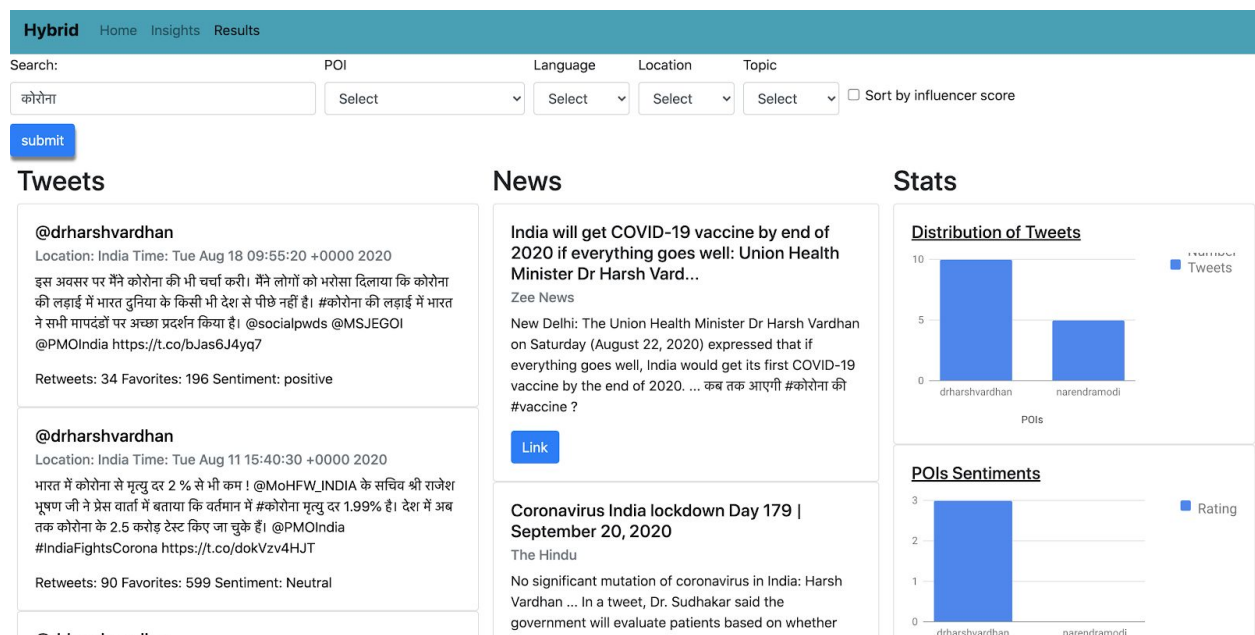 Hybrid Home Insights Results
Search:
कोरोना
POI
Select
Language
Select
Location
Select
Topic
Select
Sort by influencer score
submit
Tweets
@drharshvardhan
Location: India Time: Tue Aug 18 09:55:20 +0000 2020
इस अवसर पर मैंने कोरोना की भी चर्चा करी। मैंने लोगों को भरोसा दिलाया कि कोरोना
की लड़ाई में भारत दुनिया के किसी भी देश से पीछे नहीं है। #कोरोना की लड़ाई में भारत
ने सभी मापदंडों पर अच्छा प्रदर्शन किया है। @socialpwds @MSJEGOI
@PMOIndia https://t.co/bJas6J4yq7
Retweets: 34 Favorites: 196 Sentiment: positive
@drharshvardhan
Location: India Time: Tue Aug 11 15:40:30 +0000 2020
भारत में कोरोना से मृत्यु दर 2 % से भी कम ! @MoHFW_INDIA के सचिव श्री राजेश
भूषण जी ने प्रेस वार्ता में बताया कि वर्तमान में #कोरोना मृत्यु दर 1.99% है। देश में अब
तक कोरोना के 2.5 करोड़ टेस्ट किए जा चुके हैं। @PMOIndia
#IndiaFightsCorona https://t.co/dokVzv4HJT
Retweets: 90 Favorites: 599 Sentiment: Neutral
News
India will get COVID-19 vaccine by end of
2020 if everything goes well: Union Health
Minister Dr Harsh Vard...
Zee News
New Delhi: The Union Health Minister Dr Harsh Vardhan
on Saturday (August 22, 2020) expressed that if
everything goes well, India would get its first COVID-19
vaccine by the end of 2020. ... कब तक आएगी #कोरोना की
#vaccine ?
Link
Coronavirus India lockdown Day 179 |
September 20, 2020
The Hindu
No significant mutation of coronavirus in India: Harsh
Vardhan ... In a tweet, Dr. Sudhakar said the
government will evaluate patients based on whether
Stats
Distribution of Tweets
10
5
0
drharshvardhan narendramodi
POIs
Number
Tweets
POIs Sentiments
3
2
1
0
drharshvardhan narendramodi
Rating